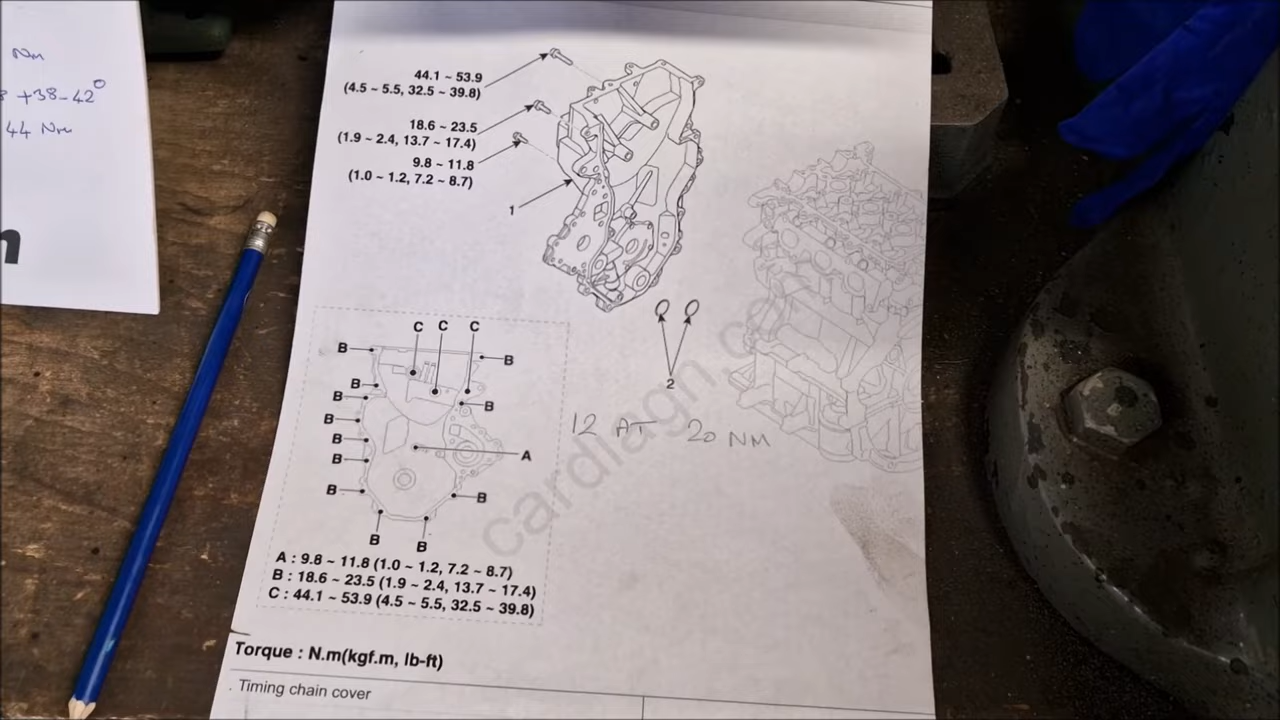 Nm
8 +38-42°
44 Nm
n
44.1 ~ 53.9
(4.5 ~ 5.5, 32.5 ~ 39.8)
18.6 ~ 23.5
(1.9 ~ 2.4, 13.7 ~ 17.4)
9.8 ~ 11.8
(1.0 ~ 1.2, 7.2 ~ 8.7)
1
2
C C C
B B
B
B B
B
B
B
A
B B
B B
12 AT 20 NM
cardiagn.co
A : 9.8 ~ 11.8 (1.0 ~ 1.2, 7.2 ~ 8.7)
B : 18.6 ~ 23.5 (1.9 ~ 2.4, 13.7 ~ 17.4)
C : 44.1 ~ 53.9 (4.5 ~ 5.5, 32.5 ~ 39.8)
Torque : N.m(kgf.m, lb-ft)
. Timing chain cover